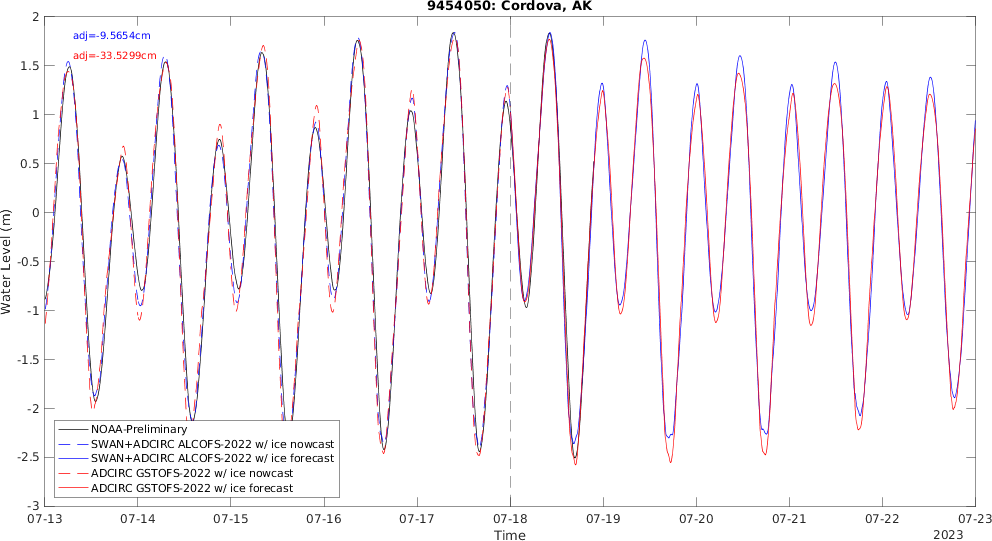 9454050: Cordova, AK
adj=-9.5654cm
adj=-33.5299cm
Water Level (m)
2
1.5
1
0.5
0
-0.5
-1
-1.5
-2
-2.5
-3
NOAA-Preliminary
SWAN+ADCIRC ALCOFS-2022 w/ ice nowcast
SWAN+ADCIRC ALCOFS-2022 w/ ice forecast
ADCIRC GSTOFS-2022 w/ ice nowcast
ADCIRC GSTOFS-2022 w/ ice forecast
07-13 07-14 07-15 07-16 07-17 07-18 07-19 07-20 07-21 07-22 07-23
Time
2023